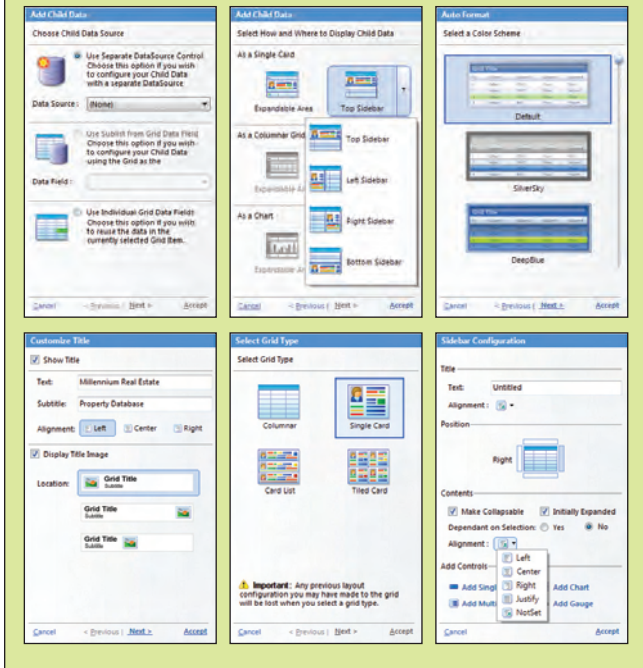 Add Child Data
Choose Child Data Source
Use Separate DataSource Control
Choose this option if you wish
to configure your Child Data
with a separate DataSource
Data Source: (None)
Use Sublist from Grid Data Field
Choose this option if you wish
to configure your Child Data
using the Grid as the
Data Field:
Use Individual Grid Data Fields
Choose this option if you wish
to reuse the data in the
currently selected Grid Item.
Cancel < Previous | Next > Accept
Add Child Data
Select How and Where to Display Child Data
As a Single Card
Expandable Area Top Sidebar
As a Columnar Grid
Expandable Ar
As a Chart
Expandable Ar
Top Sidebar
Left Sidebar
Right Sidebar
Bottom Sidebar
Cancel < Previous | Next > Accept
Auto Format
Select a Color Scheme
Grid Title
Default
SilverSky
Grid Title
DeepBlue
Cancel < Previous | Next > Accept
Customize Title
Show Title
Text: Millennium Real Estate
Subtitle: Property Database
Alignment: Left Center Right
Display Title Image
Location: Grid Title
Subtitle
Grid Title
Subtitle
Grid Title
Subtitle
Cancel < Previous | Next > Accept
Select Grid Type
Select Grid Type
Columnar Single Card
Card List Tiled Card
Important: Any previous layout
configuration you may have made to the grid
will be lost when you select a grid type.
Cancel < Previous | Next > Accept
Sidebar Configuration
Title
Text: Untitled
Alignment:
Position
Right
Contents
Make Collapsable Initially Expanded
Dependant on Selection: Yes No
Alignment:
Left
Center
Right
Justify
NotSet
Add Controls
Add Singl Add Chart
Add Multi Add Gauge
Cancel < Previous | Next > Accept